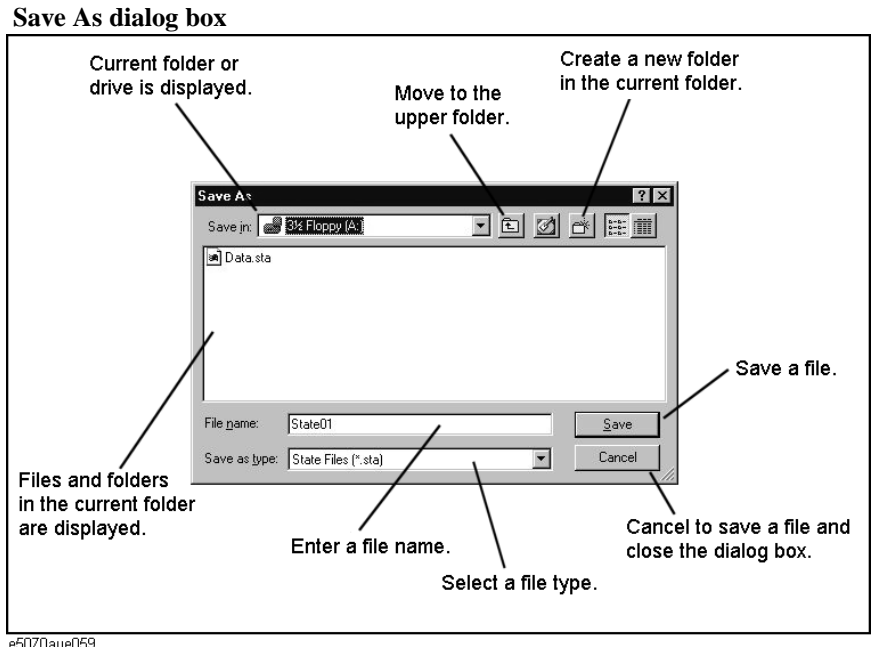 Save As dialog box
Current folder or
drive is displayed.
Move to the
upper folder.
Create a new folder
in the current folder.
Save As
Save in:
3½ Floppy (A:
Data.sta
File name:
State01
Save
Save as type:
State Files (*.sta)
Cancel
Save a file.
Files and folders
in the current folder
are displayed.
Enter a file name.
Select a file type.
Cancel to save a file and
close the dialog box.
e5070aue059